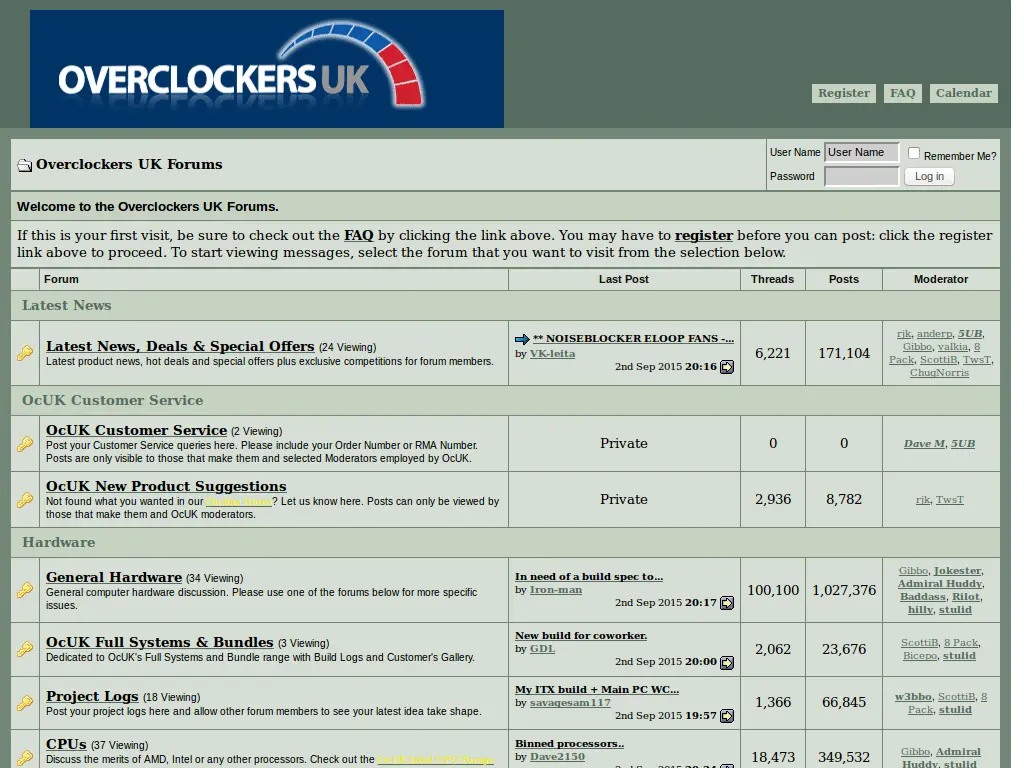 OVERCLOCKERS UK
Register FAQ Calendar
Overclockers UK Forums
User Name User Name Remember Me?
Password Log in
Welcome to the Overclockers UK Forums.
If this is your first visit, be sure to check out the FAQ by clicking the link above. You may have to register before you can post: click the register
link above to proceed. To start viewing messages, select the forum that you want to visit from the selection below.
Forum Last Post Threads Posts Moderator
Latest News
Latest News, Deals & Special Offers (24 Viewing)
Latest product news, hot deals and special offers plus exclusive competitions for forum members.
** NOISEBLOCKER ELOOP FANS -...
by VK-leita
2nd Sep 2015 20:16
6,221
171,104
rjk, anderp, 5UB,
Gibbo, valkia, 8
Pack, ScottiB, TwsT,
ChugNorris
OcUK Customer Service
OcUK Customer Service (2 Viewing)
Post your Customer Service queries here. Please include your Order Number or RMA Number.
Posts are only visible to those that make them and selected Moderators employed by OcUK.
Private
0
0
Dave M, 5UB
OcUK New Product Suggestions
Not found what you wanted in our ? Let us know here. Posts can only be viewed by
those that make them and OcUK moderators.
Private
2,936
8,782
rjk, TwsT
Hardware
General Hardware (34 Viewing)
General computer hardware discussion. Please use one of the forums below for more specific
issues.
In need of a build spec to...
by Iron-man
2nd Sep 2015 20:17
100,100
1,027,376
Gibbo, Jokester,
Admiral Huddy,
Baddass, Rilot,
hilly, stulid
OcUK Full Systems & Bundles (3 Viewing)
Dedicated to OcUK's Full Systems and Bundle range with Build Logs and Customer's Gallery.
New build for coworker.
by GDL
2nd Sep 2015 20:00
2,062
23,676
ScottiB, 8 Pack,
Bicepo, stulid
Project Logs (18 Viewing)
Post your project logs here and allow other forum members to see your latest idea take shape.
My ITX build + Main PC WC...
by savagesam117
2nd Sep 2015 19:57
1,366
66,845
w3bbo, ScottiB, 8
Pack, stulid
CPUs (37 Viewing)
Discuss the merits of AMD, Intel or any other processors. Check out the
Binned processors..
by Dave2150
18,473
349,532
Gibbo, Admiral
Huddy, stulid